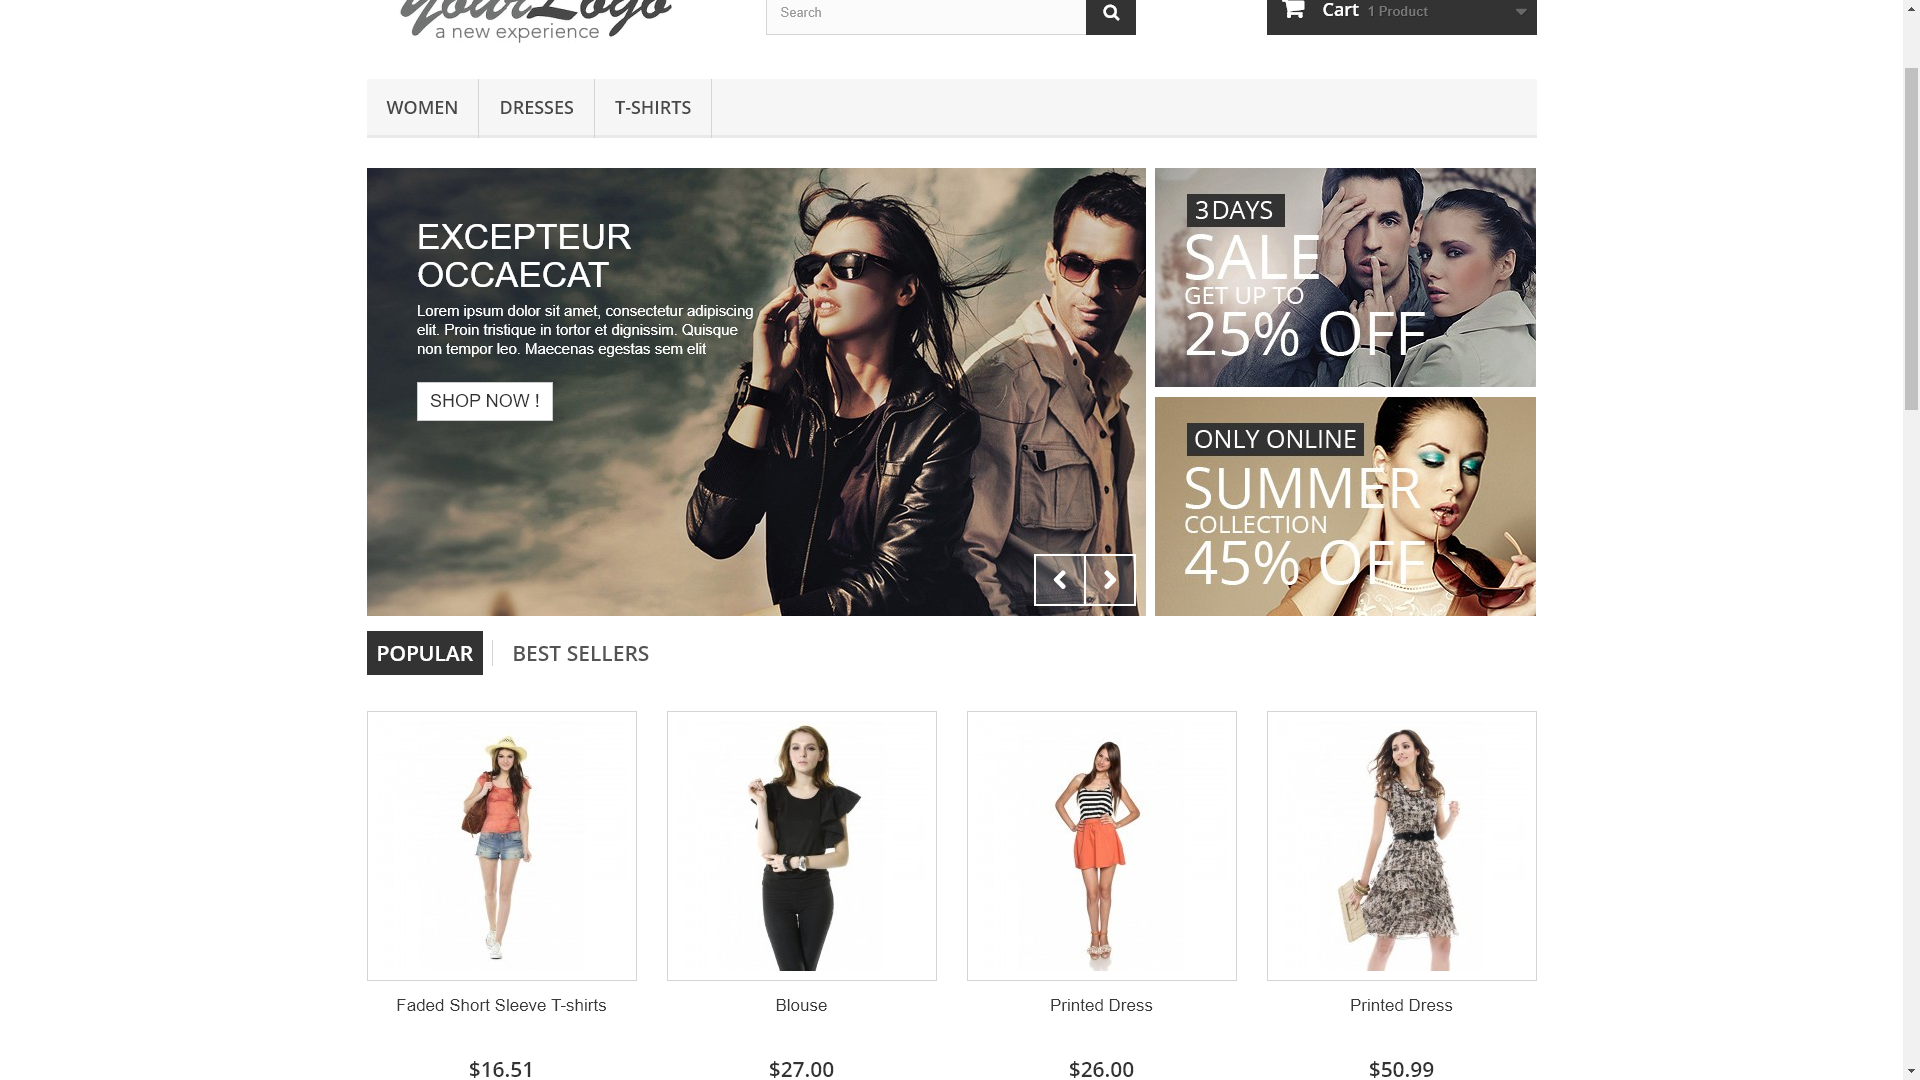 yourLogo
a new experience
Search
Cart 1 Product
WOMEN
DRESSES
T-SHIRTS
EXCEPTEUR
OCCAECAT
Lorem ipsum dolor sit amet, consectetur adipiscing
elit. Proin tristique in tortor et dignissim. Quisque
non tempor leo. Maecenas egestas sem elit
SHOP NOW !
3DAYS
SALE
GET UP TO
25% OFF
ONLY ONLINE
SUMMER
COLLECTION
45% OFF
POPULAR
BEST SELLERS
Faded Short Sleeve T-shirts
Blouse
Printed Dress
Printed Dress
$16.51
$27.00
$26.00
$50.99